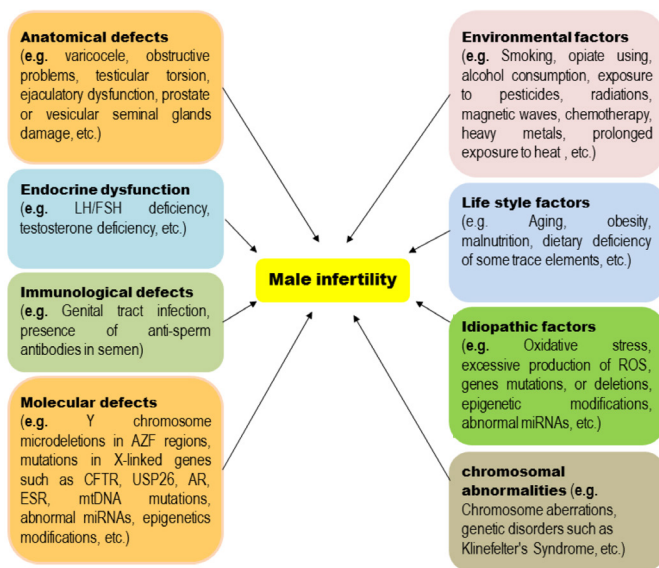 Anatomical defects
(e.g. varicocele, obstructive
problems, testicular torsion,
ejaculatory dysfunction, prostate
or vesicular seminal glands
damage, etc.)
Endocrine dysfunction
(e.g. LH/FSH deficiency,
testosterone deficiency, etc.)
Immunological defects
(e.g. Genital tract infection,
presence of anti-sperm
antibodies in semen)
Molecular defects
(e.g. Y chromosome
microdeletions in AZF regions,
mutations in X-linked genes
such as CFTR, USP26, AR,
ESR, mtDNA mutations,
abnormal miRNAs, epigenetics
modifications, etc.)
Male infertility
Environmental factors
(e.g. Smoking, opiate using,
alcohol consumption, exposure
to pesticides, radiations,
magnetic waves, chemotherapy,
heavy metals, prolonged
exposure to heat , etc.)
Life style factors
(e.g. Aging, obesity,
malnutrition, dietary deficiency
of some trace elements, etc.)
Idiopathic factors
(e.g. Oxidative stress,
excessive production of ROS,
genes mutations, or deletions,
epigenetic modifications,
abnormal miRNAs, etc.)
chromosomal
abnormalities (e.g.
Chromosome aberrations,
genetic disorders such as
Klinefelter's Syndrome, etc.)